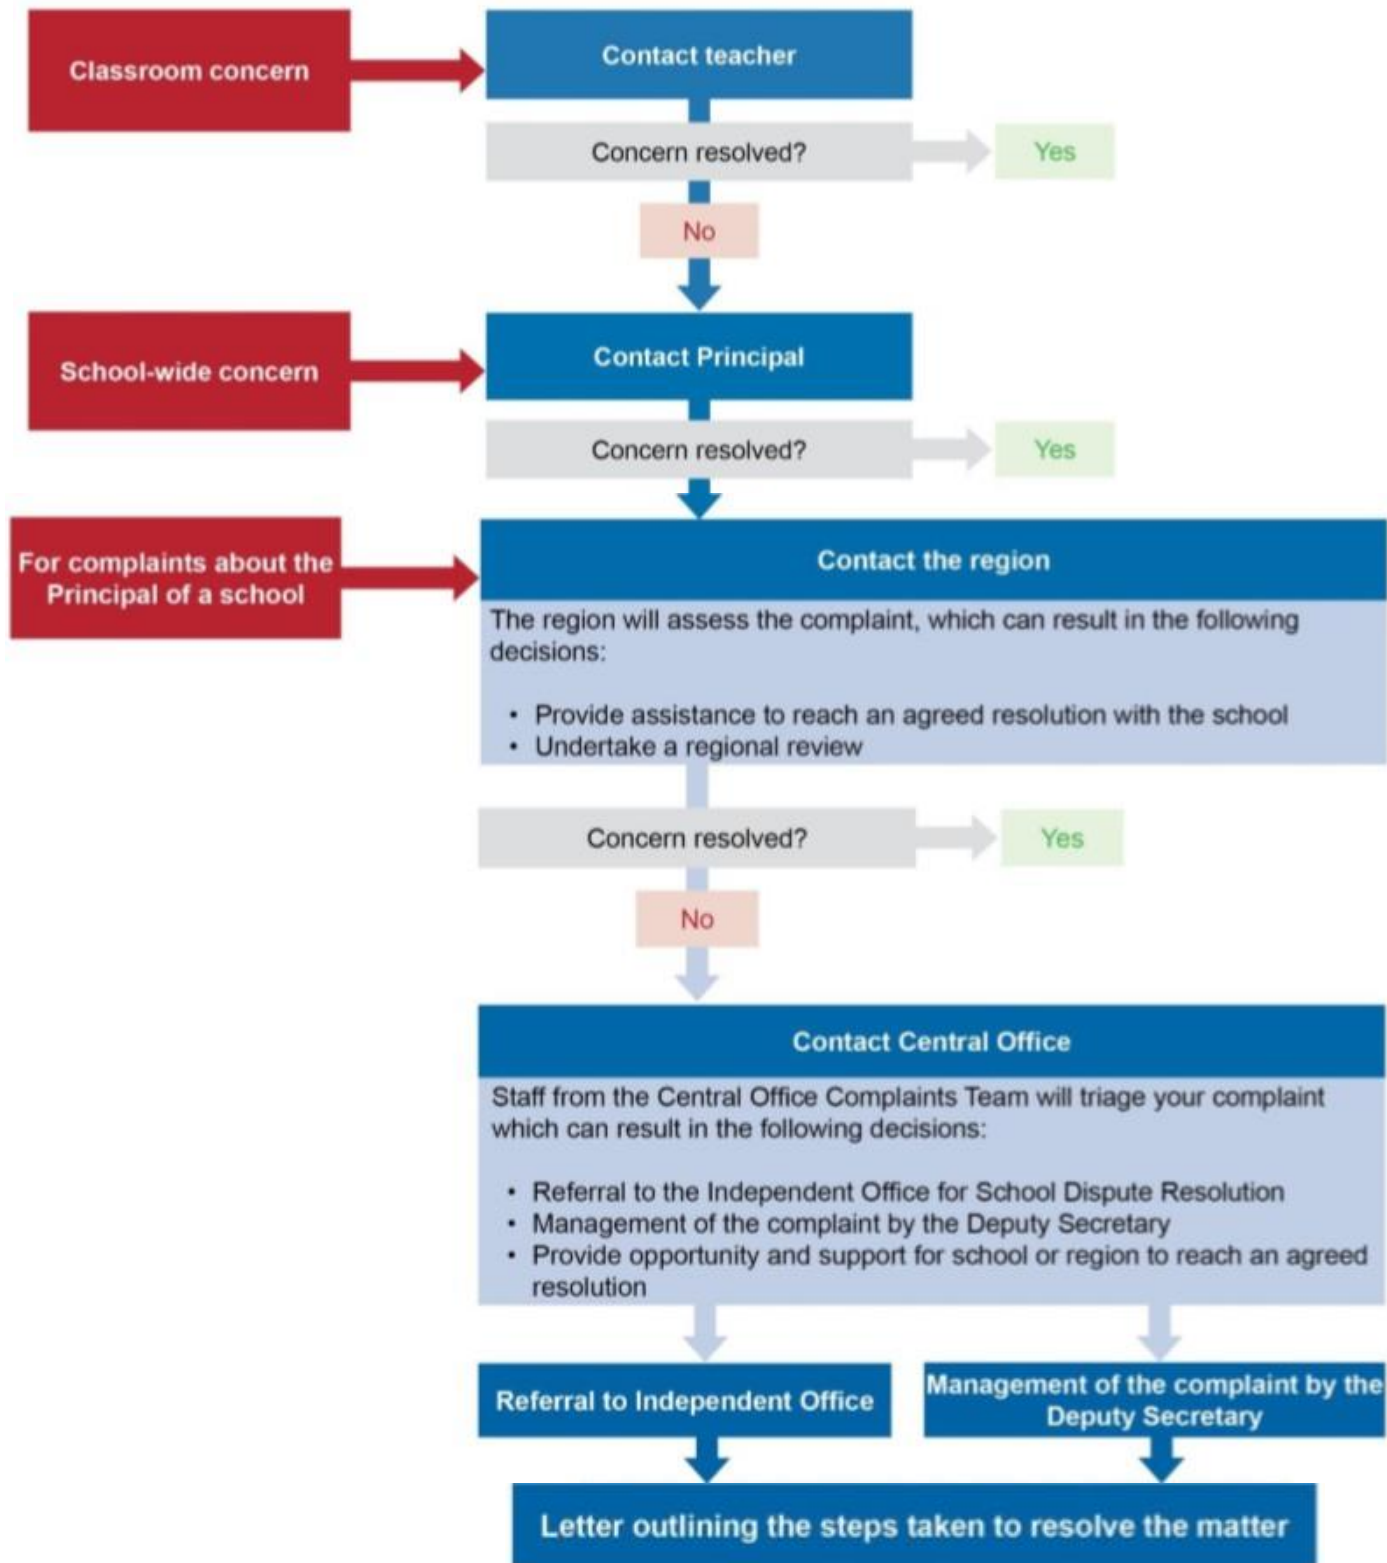 Classroom concern
Contact teacher
Concern resolved?
Yes
No
School-wide concern
Contact Principal
Concern resolved?
Yes
For complaints about the
Principal of a school
Contact the region
The region will assess the complaint, which can result in the following
decisions:
• Provide assistance to reach an agreed resolution with the school
• Undertake a regional review
Concern resolved?
Yes
No
Contact Central Office
Staff from the Central Office Complaints Team will triage your complaint
which can result in the following decisions:
• Referral to the Independent Office for School Dispute Resolution
• Management of the complaint by the Deputy Secretary
• Provide opportunity and support for school or region to reach an agreed
resolution
Referral to Independent Office
Management of the complaint by the
Deputy Secretary
Letter outlining the steps taken to resolve the matter